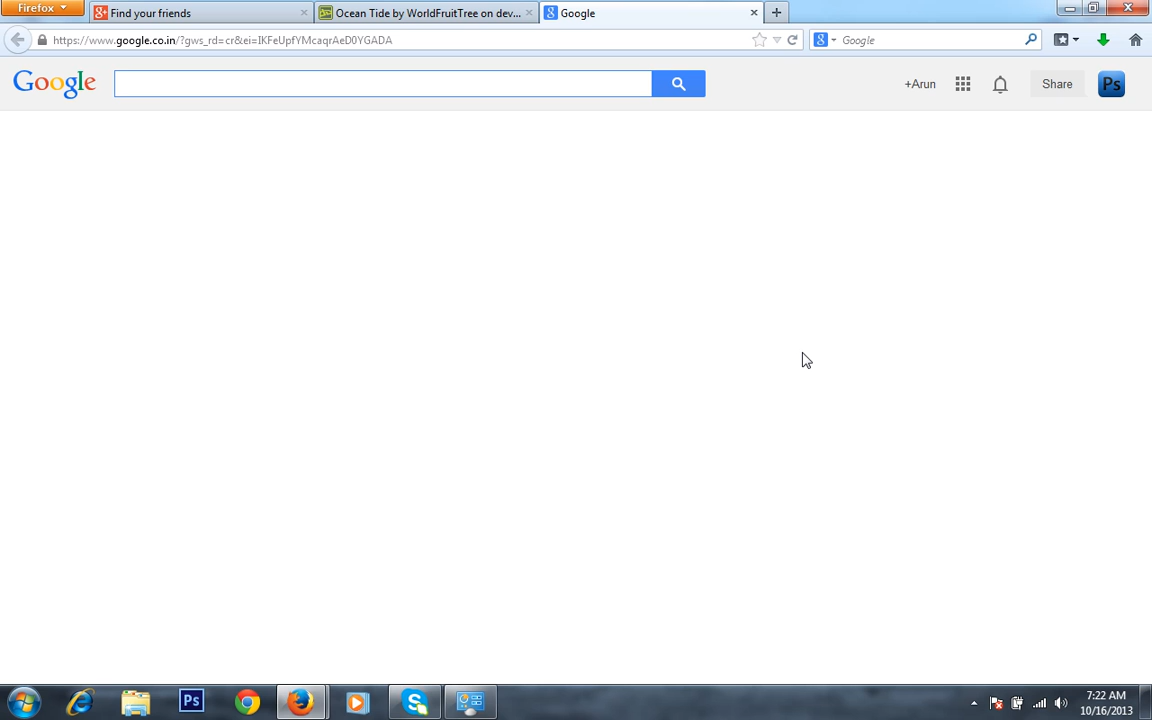 Firefox
Find your friends
Ocean Tide by WorldFruitTree on dev...
Google
https://www.google.co.in/?gws_rd=cr&ei=IKFeUpfYMcaqrAeD0YGADA
Google
Google
+Arun
Share
Ps
Ps
7:22 AM
10/16/2013